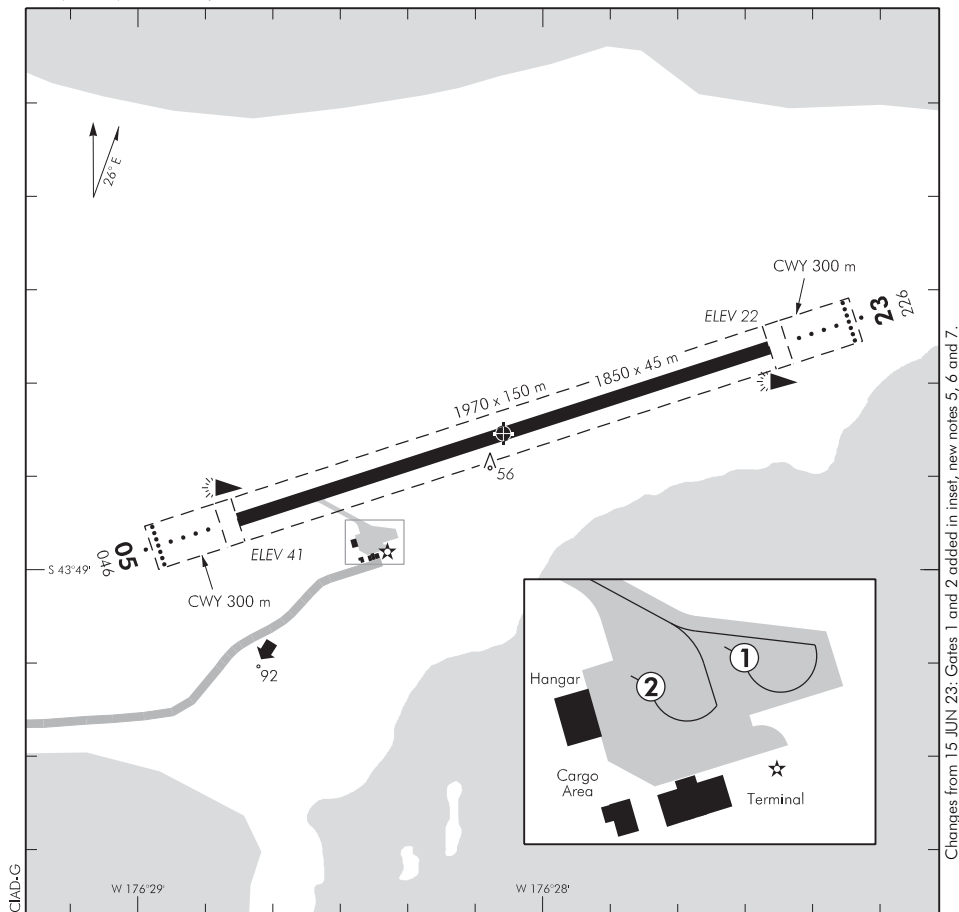 26° E
CWY 300 m
23
226
ELEV 22
1850 x 45 m
1970 x 150 m
56
05
046
ELEV 41
S 43°49'
CWY 300 m
92
1
2
Hangar
Cargo
Area
Terminal
W 176°29'
W 176°28'
CIAD-G
Changes from 15 JUN 23: Gates 1 and 2 added in inset, new notes 5, 6 and 7.